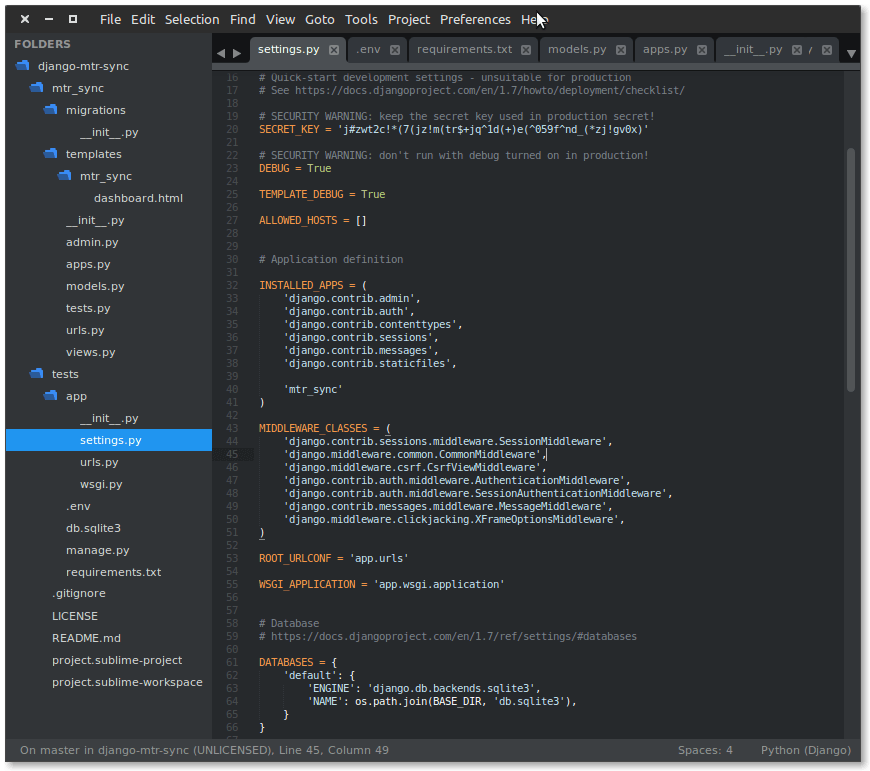 File Edit Selection Find View Goto Tools Project Preferences Help
FOLDERS
django-mtr-sync
mtr_sync
migrations
__init__.py
templates
mtr_sync
dashboard.html
__init__.py
admin.py
apps.py
models.py
tests.py
urls.py
views.py
tests
app
__init__.py
settings.py
urls.py
wsgi.py
.env
db.sqlite3
manage.py
requirements.txt
.gitignore
LICENSE
README.md
project.sublime-project
project.sublime-workspace
settings.py .env requirements.txt models.py apps.py __init__.py /
16 # Quick-start development settings - unsuitable for production
17 # See https://docs.djangoproject.com/en/1.7/howto/deployment/checklist/
18
19 # SECURITY WARNING: keep the secret key used in production secret!
20 SECRET_KEY = 'j#zwt2c!*(7(jz!m(tr$+jq^1d(+)e(^059f^nd_(*zj!gv0x)'
21
22 # SECURITY WARNING: don't run with debug turned on in production!
23 DEBUG = True
24
25 TEMPLATE_DEBUG = True
26
27 ALLOWED_HOSTS = []
28
29
30 # Application definition
31
32 INSTALLED_APPS = (
33 'django.contrib.admin',
34 'django.contrib.auth',
35 'django.contrib.contenttypes',
36 'django.contrib.sessions',
37 'django.contrib.messages',
38 'django.contrib.staticfiles',
39
40 'mtr_sync'
41 )
42
43 MIDDLEWARE_CLASSES = (
44 'django.contrib.sessions.middleware.SessionMiddleware',
45 'django.middleware.common.CommonMiddleware',
46 'django.middleware.csrf.CsrfViewMiddleware',
47 'django.contrib.auth.middleware.AuthenticationMiddleware',
48 'django.contrib.auth.middleware.SessionAuthenticationMiddleware',
49 'django.contrib.messages.middleware.MessageMiddleware',
50 'django.middleware.clickjacking.XFrameOptionsMiddleware',
51 )
52
53 ROOT_URLCONF = 'app.urls'
54
55 WSGI_APPLICATION = 'app.wsgi.application'
56
57
58 # Database
59 # https://docs.djangoproject.com/en/1.7/ref/settings/#databases
60
61 DATABASES = {
62 'default': {
63 'ENGINE': 'django.db.backends.sqlite3',
64 'NAME': os.path.join(BASE_DIR, 'db.sqlite3'),
65 }
66 }
On master in django-mtr-sync (UNLICENSED), Line 45, Column 49 Spaces: 4 Python (Django)